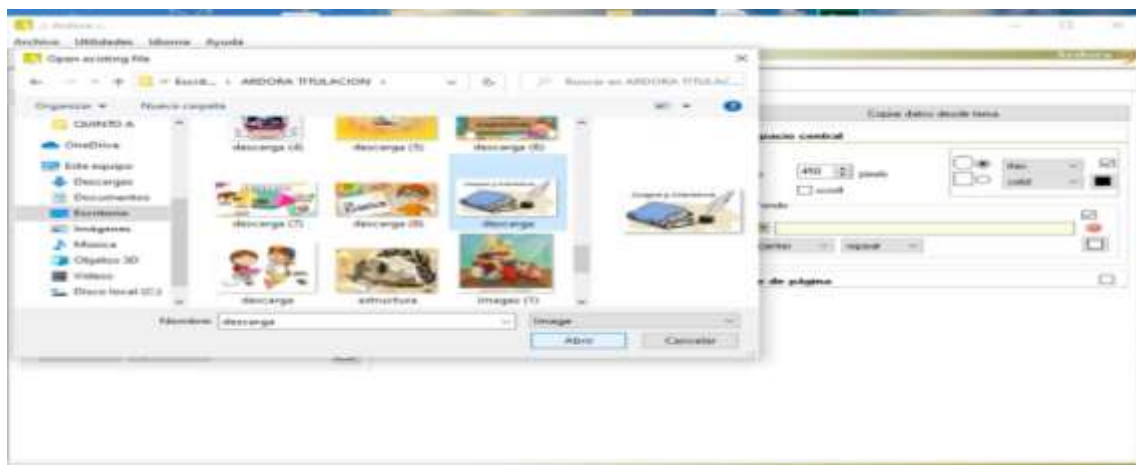 Archivo Utilidades Idioma Ayuda
Open existing file
Escrit... ARDORA TITULACION
Buscar en ARDORA TITULAC...
Organizar Nueva carpeta
Copiar datos desde tema
QUINTO A
OneDrive
Este equipo
Descargas
Documentos
Escritorio
Imágenes
Música
Objetos 3D
Vídeos
Disco local (C:)
descarga (4) descarga (5) descarga (6)
descarga (7) descarga (8) descarga
descarga estructura images (1)
espacio central
450 pixels
scroll
solid
center repeat
de página
Nombre: descarga
Image
Abrir Cancelar